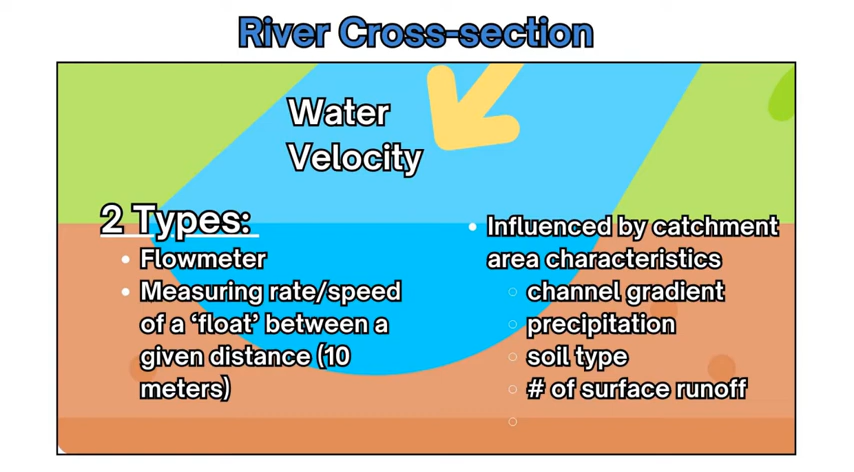 River Cross-section
Water
Velocity
2 Types:
• Flowmeter
• Measuring rate/speed
of a ‘float’ between a
given distance (10
meters)
• Influenced by catchment
area characteristics
○ channel gradient
○ precipitation
○ soil type
○ # of surface runoff
○